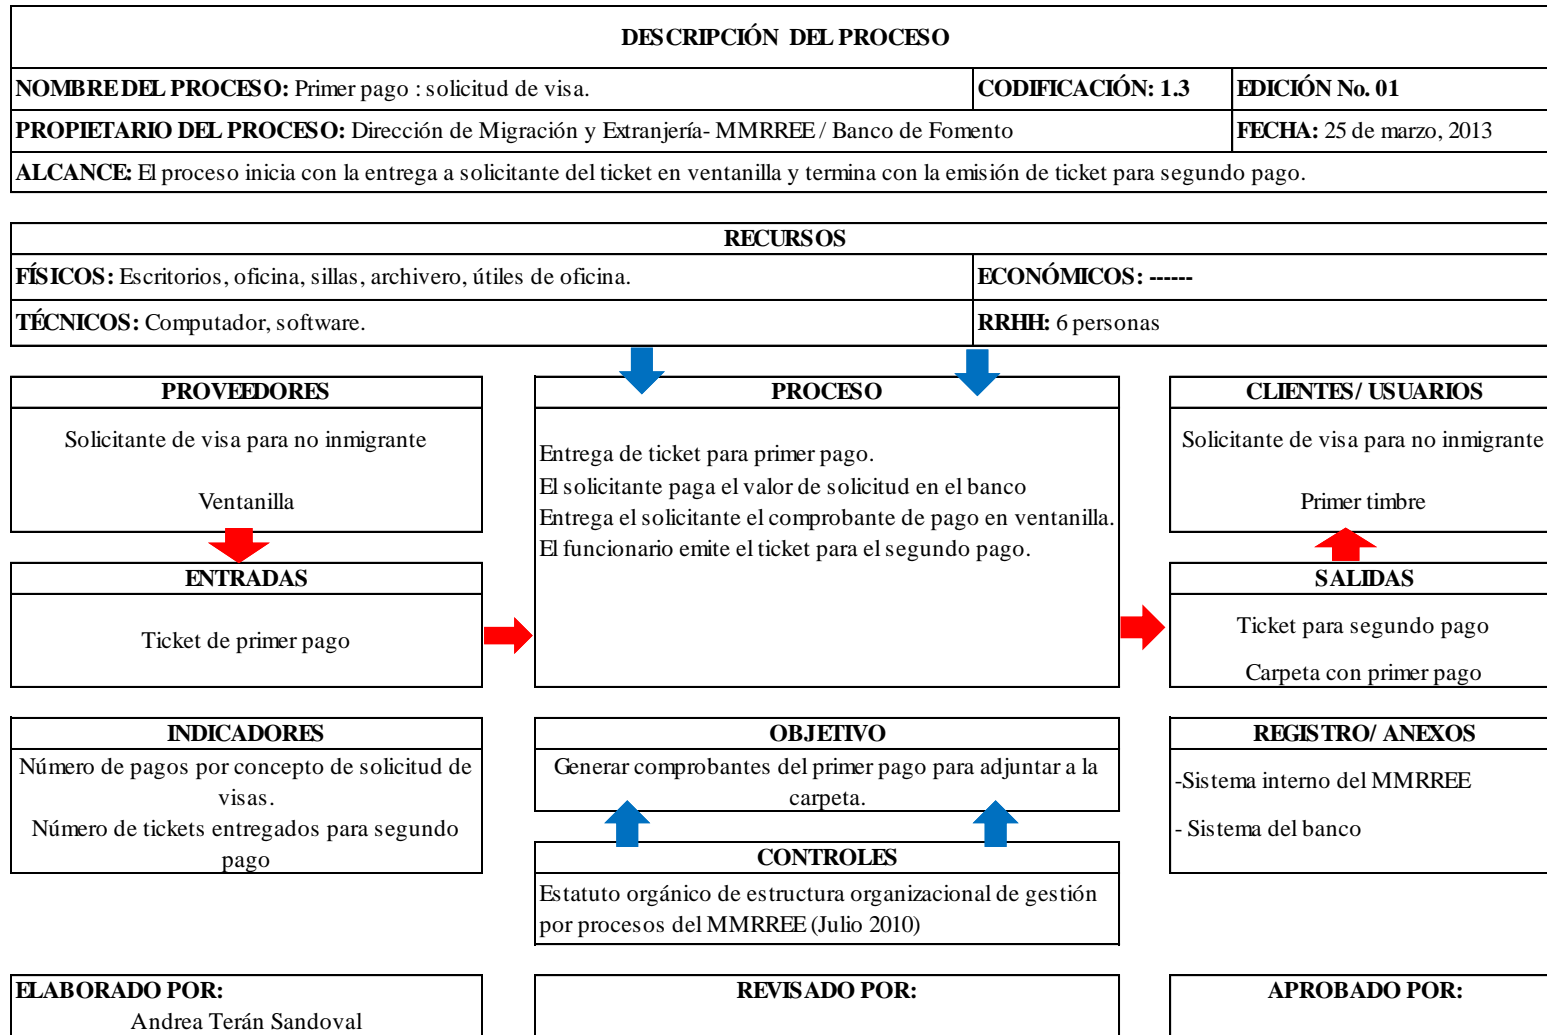 DESCRIPCIÓN DEL PROCESO
NOMBRE DEL PROCESO: Primer pago : solicitud de visa.
CODIFICACIÓN: 1.3
EDICIÓN No. 01
PROPIETARIO DEL PROCESO: Dirección de Migración y Extranjería- MMRREE / Banco de Fomento
FECHA: 25 de marzo, 2013
ALCANCE: El proceso inicia con la entrega a solicitante del ticket en ventanilla y termina con la emisión de ticket para segundo pago.
RECURSOS
FÍSICOS: Escritorios, oficina, sillas, archivero, útiles de oficina.
ECONÓMICOS: ------
TÉCNICOS: Computador, software.
RRHH: 6 personas
PROVEEDORES
Solicitante de visa para no inmigrante
Ventanilla
ENTRADAS
Ticket de primer pago
PROCESO
Entrega de ticket para primer pago.
El solicitante paga el valor de solicitud en el banco
Entrega el solicitante el comprobante de pago en ventanilla.
El funcionario emite el ticket para el segundo pago.
CLIENTES/ USUARIOS
Solicitante de visa para no inmigrante
Primer timbre
SALIDAS
Ticket para segundo pago
Carpeta con primer pago
INDICADORES
Número de pagos por concepto de solicitud de
visas.
Número de tickets entregados para segundo
pago
OBJETIVO
Generar comprobantes del primer pago para adjuntar a la
carpeta.
CONTROLES
Estatuto orgánico de estructura organizacional de gestión
por procesos del MMRREE (Julio 2010)
REGISTRO/ ANEXOS
-Sistema interno del MMRREE
- Sistema del banco
ELABORADO POR:
Andrea Terán Sandoval
REVISADO POR:
APROBADO POR: